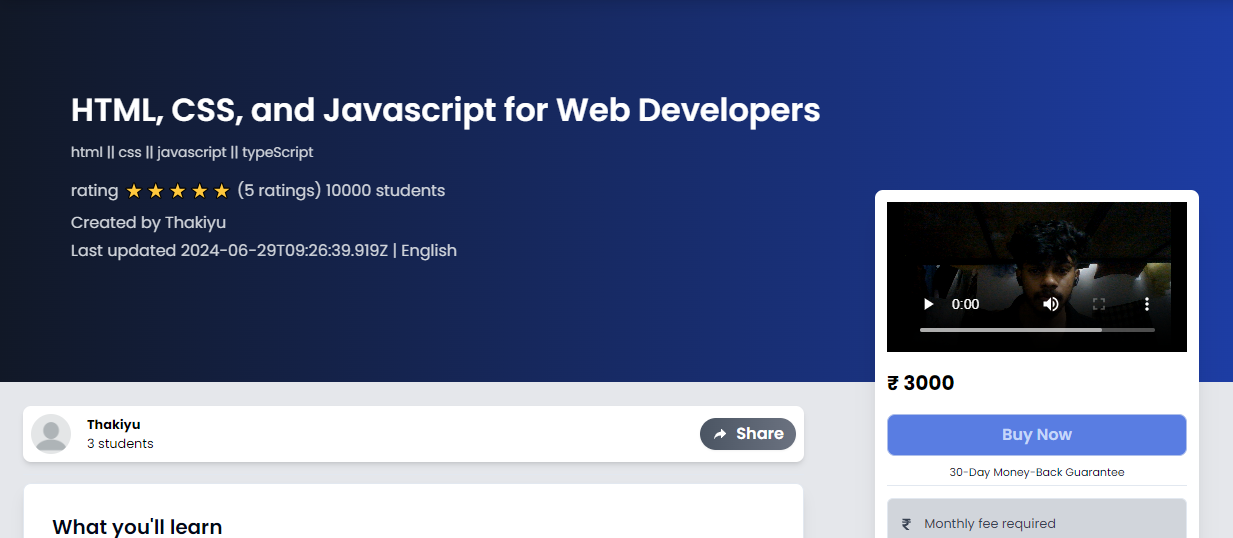 HTML, CSS, and Javascript for Web Developers
html || css || javascript || typeScript
rating ★ ★ ★ ★ ★ (5 ratings) 10000 students
Created by Thakiyu
Last updated 2024-06-29T09:26:39.919Z | English
0:00
₹ 3000
Buy Now
30-Day Money-Back Guarantee
₹ Monthly fee required
Thakiyu
3 students
Share
What you'll learn